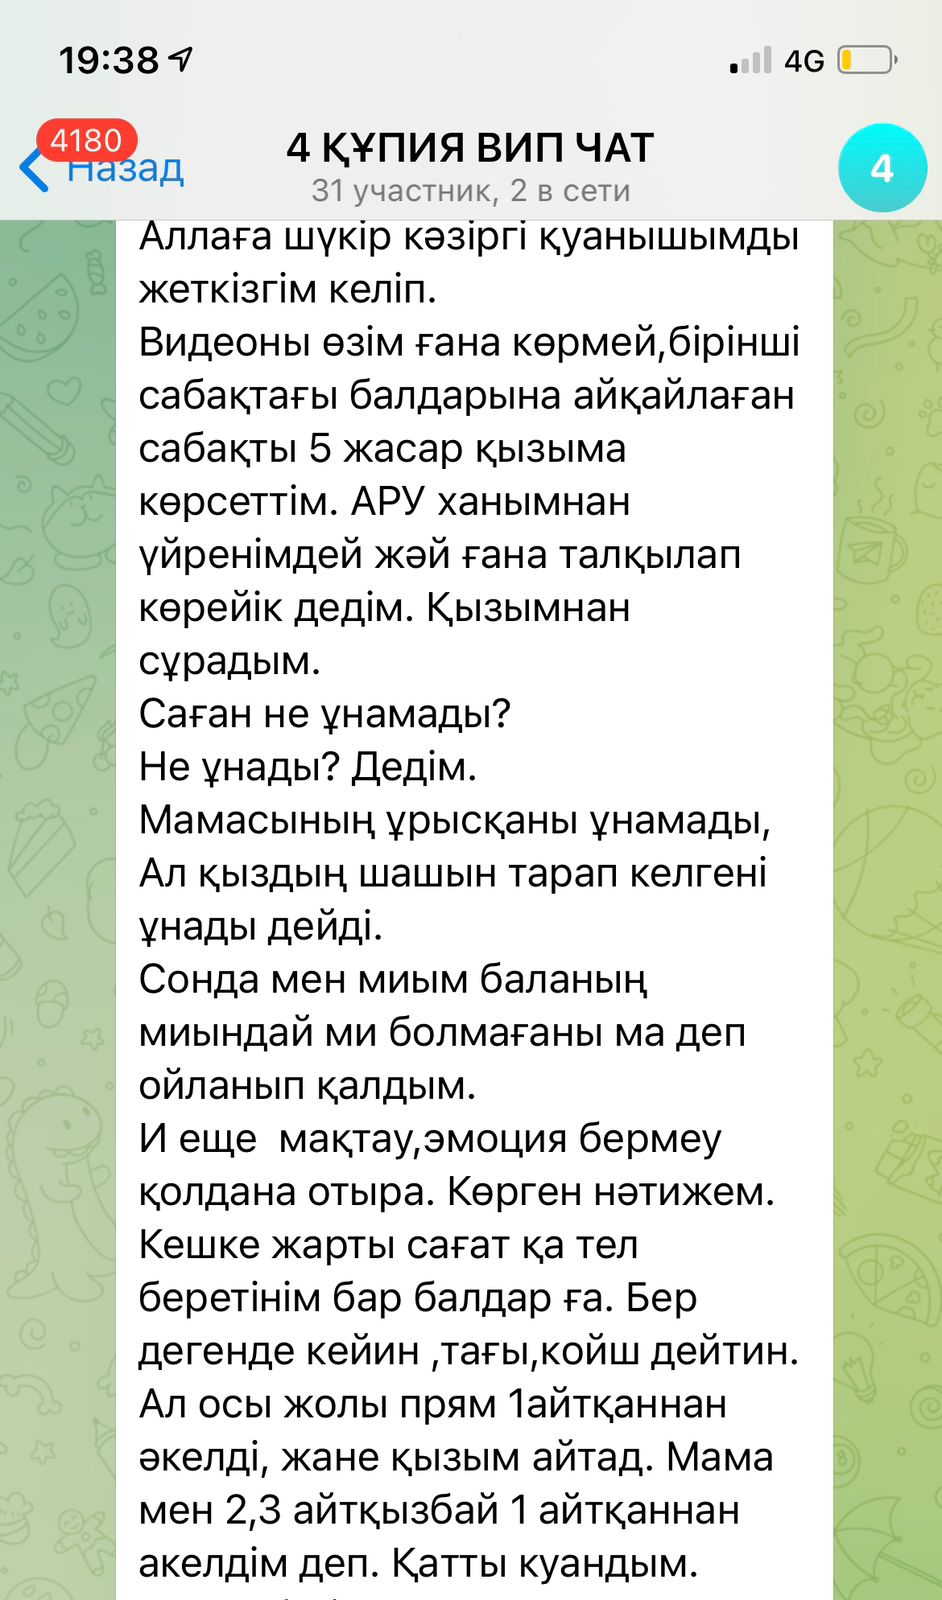 19:38
4G
4180
Назад
4 ҚҰПИЯ ВИП ЧАТ
31 участник, 2 в сети
4
Аллаға шүкір кәзіргі қуанышымды
жеткізгім келіп.
Видеоны өзім ғана көрмей,бірінші
сабақтағы балдарына айқайлаған
сабақты 5 жасар қызыма
көрсеттім. АРУ ханымнан
үйренімдей жәй ғана талқылап
көрейік дедім. Қызымнан
сұрадым.
Саған не ұнамады?
Не ұнады? Дедім.
Мамасының ұрысқаны ұнамады,
Ал қыздың шашын тарап келгені
ұнады дейді.
Сонда мен миым баланың
миындай ми болмағаны ма деп
ойланып қалдым.
И еще  мақтау,эмоция бермеу
қолдана отыра. Көрген нәтижем.
Кешке жарты сағат қа тел
беретінім бар балдар ға. Бер
дегенде кейин ,тағы,койш дейтин.
Ал осы жолы прям 1айтқаннан
әкелді, жане қызым айтад. Мама
мен 2,3 айтқызбай 1 айтқаннан
акелдім деп. Қатты куандым.